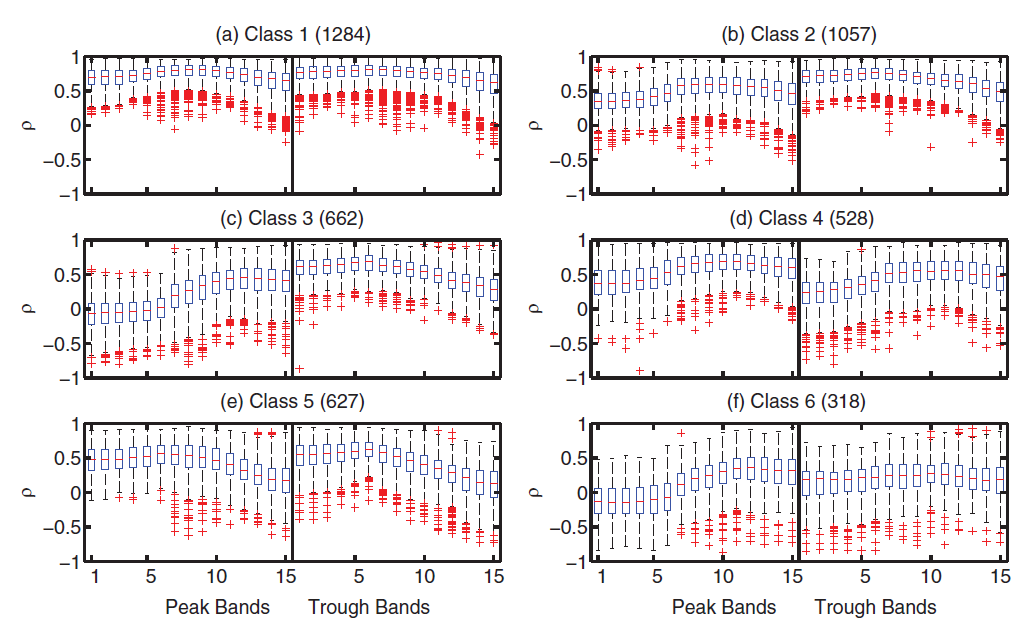 (a) Class 1 (1284)
1
0.5
0
−0.5
−1
ρ
(b) Class 2 (1057)
1
0.5
0
−0.5
−1
ρ
(c) Class 3 (662)
1
0.5
0
−0.5
−1
ρ
(d) Class 4 (528)
1
0.5
0
−0.5
−1
ρ
(e) Class 5 (627)
1
0.5
0
−0.5
−1
ρ
1 5 10 15 5 10 15
Peak Bands Trough Bands
(f) Class 6 (318)
1
0.5
0
−0.5
−1
ρ
1 5 10 15 5 10 15
Peak Bands Trough Bands